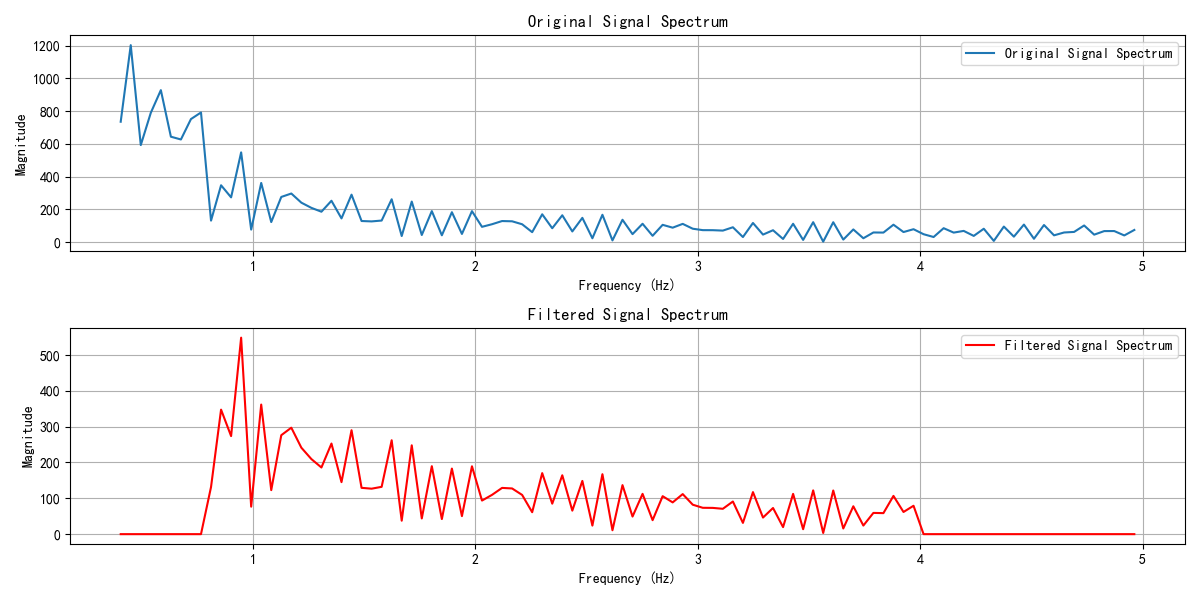 Original Signal Spectrum
Original Signal Spectrum
Magnitude
1200
1000
800
600
400
200
0
1
2
3
4
5
Frequency (Hz)
Filtered Signal Spectrum
Filtered Signal Spectrum
Magnitude
500
400
300
200
100
0
1
2
3
4
5
Frequency (Hz)